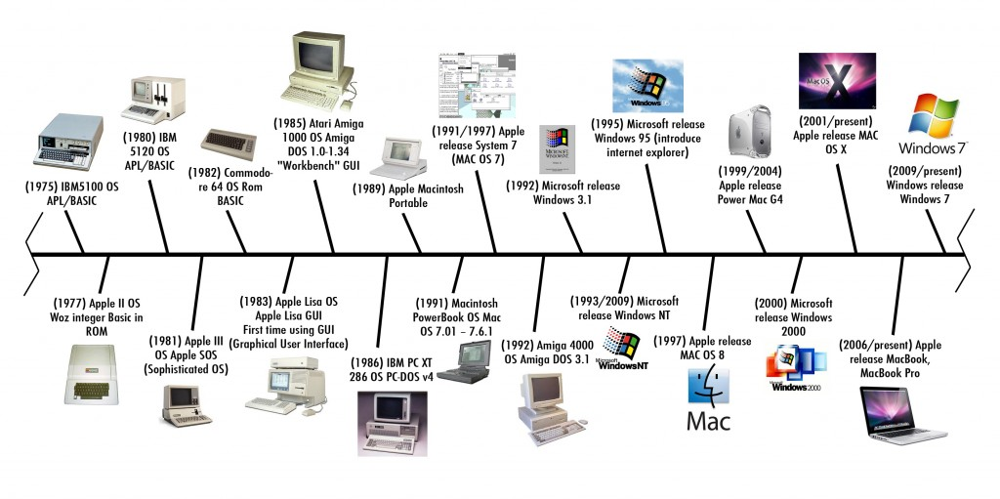 (1975) IBM5100 OS
APL/BASIC
(1980) IBM
5120 OS
APL/BASIC
(1982) Commodo-
re 64 OS Rom
BASIC
(1985) Atari Amiga
1000 OS Amiga
DOS 1.0-1.34
"Workbench" GUI
(1989) Apple Macintosh
Portable
(1991/1997) Apple
release System 7
(MAC OS 7)
MICROSOFT
WINDOWS
(1992) Microsoft release
Windows 3.1
Windows
(1995) Microsoft release
Windows 95 (introduce
internet explorer)
(1999/2004)
Apple release
Power Mac G4
Mac OS X
(2001/present)
Apple release MAC
OS X
Windows 7
(2009/present)
Windows release
Windows 7
(1977) Apple II OS
Woz integer Basic in
ROM
(1981) Apple III
OS Apple SOS
(Sophisticated OS)
(1983) Apple Lisa OS
Apple Lisa GUI
First time using GUI
(Graphical User Interface)
(1986) IBM PC XT
286 OS PC-DOS v4
(1991) Macintosh
PowerBook OS Mac
OS 7.01 – 7.6.1
(1992) Amiga 4000
OS Amiga DOS 3.1
(1993/2009) Microsoft
release Windows NT
Microsoft
WindowsNT
(1997) Apple release
MAC OS 8
Mac
(2000) Microsoft
release Windows
2000
Windows2000
(2006/present) Apple
release MacBook,
MacBook Pro